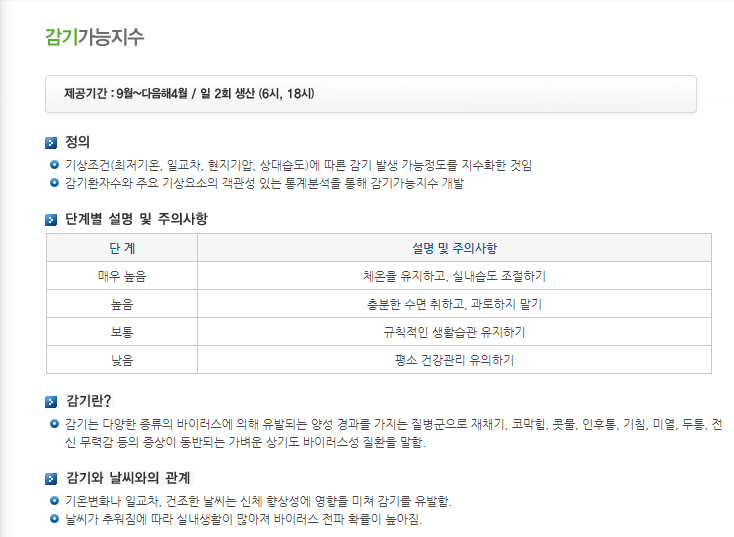 감기가능지수
제공기간 : 9월~다음해4월 / 일 2회 생산 (6시, 18시)
정의
기상조건(최저기온, 일교차, 현지기압, 상대습도)에 따른 감기 발생 가능정도를 지수화한 것임
감기환자수와 주요 기상요소의 객관성 있는 통계분석을 통해 감기가능지수 개발
단계별 설명 및 주의사항
단 계 설명 및 주의사항
매우 높음 체온을 유지하고, 실내습도 조절하기
높음 충분한 수면 취하고, 과로하지 말기
보통 규칙적인 생활습관 유지하기
낮음 평소 건강관리 유의하기
감기란?
감기는 다양한 종류의 바이러스에 의해 유발되는 양성 경과를 가지는 질병군으로 재채기, 코막힘, 콧물, 인후통, 기침, 미열, 두통, 전
신 무력감 등의 증상이 동반되는 가벼운 상기도 바이러스성 질환을 말함.
감기와 날씨와의 관계
기온변화나 일교차, 건조한 날씨는 신체 향상성에 영향을 미쳐 감기를 유발함.
날씨가 추워짐에 따라 실내생활이 많아져 바이러스 전파 확률이 높아짐.